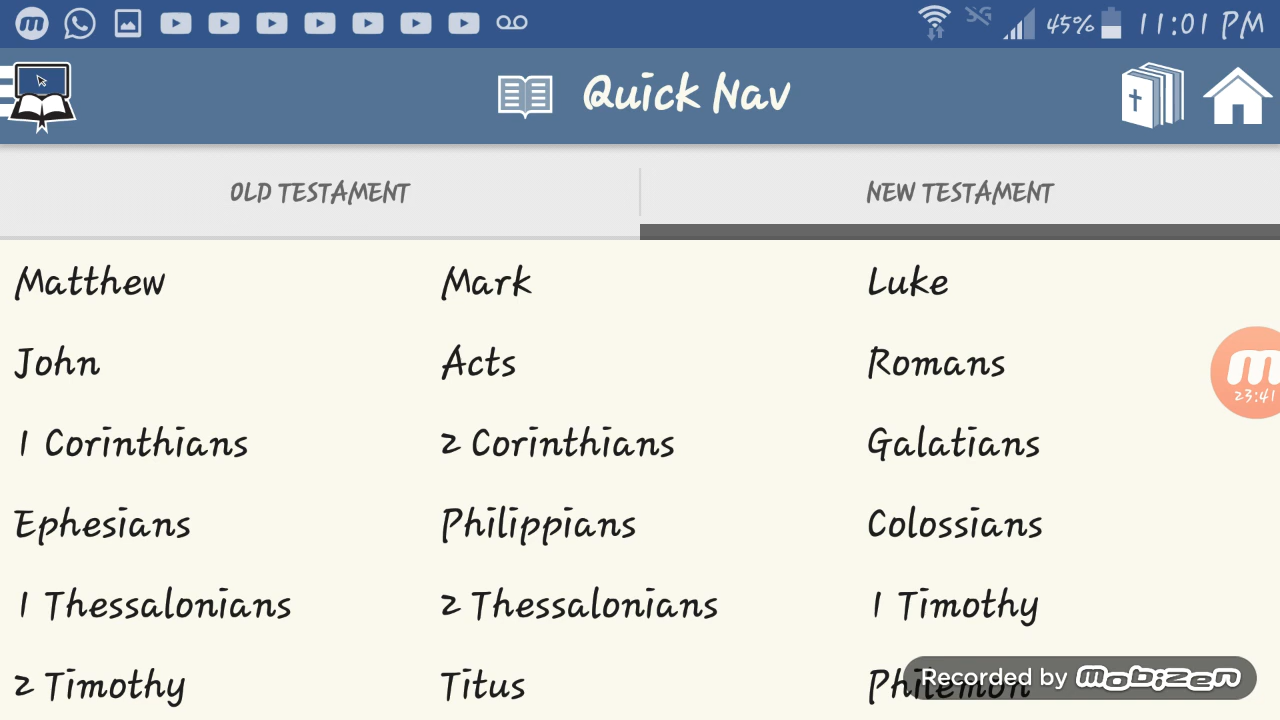 45% 11:01 PM
Quick Nav
OLD TESTAMENT NEW TESTAMENT
Matthew Mark Luke
John Acts Romans
1 Corinthians 2 Corinthians Galatians
Ephesians Philippians Colossians
1 Thessalonians 2 Thessalonians 1 Timothy
2 Timothy Titus Philemon
23:41
Recorded by mobizen